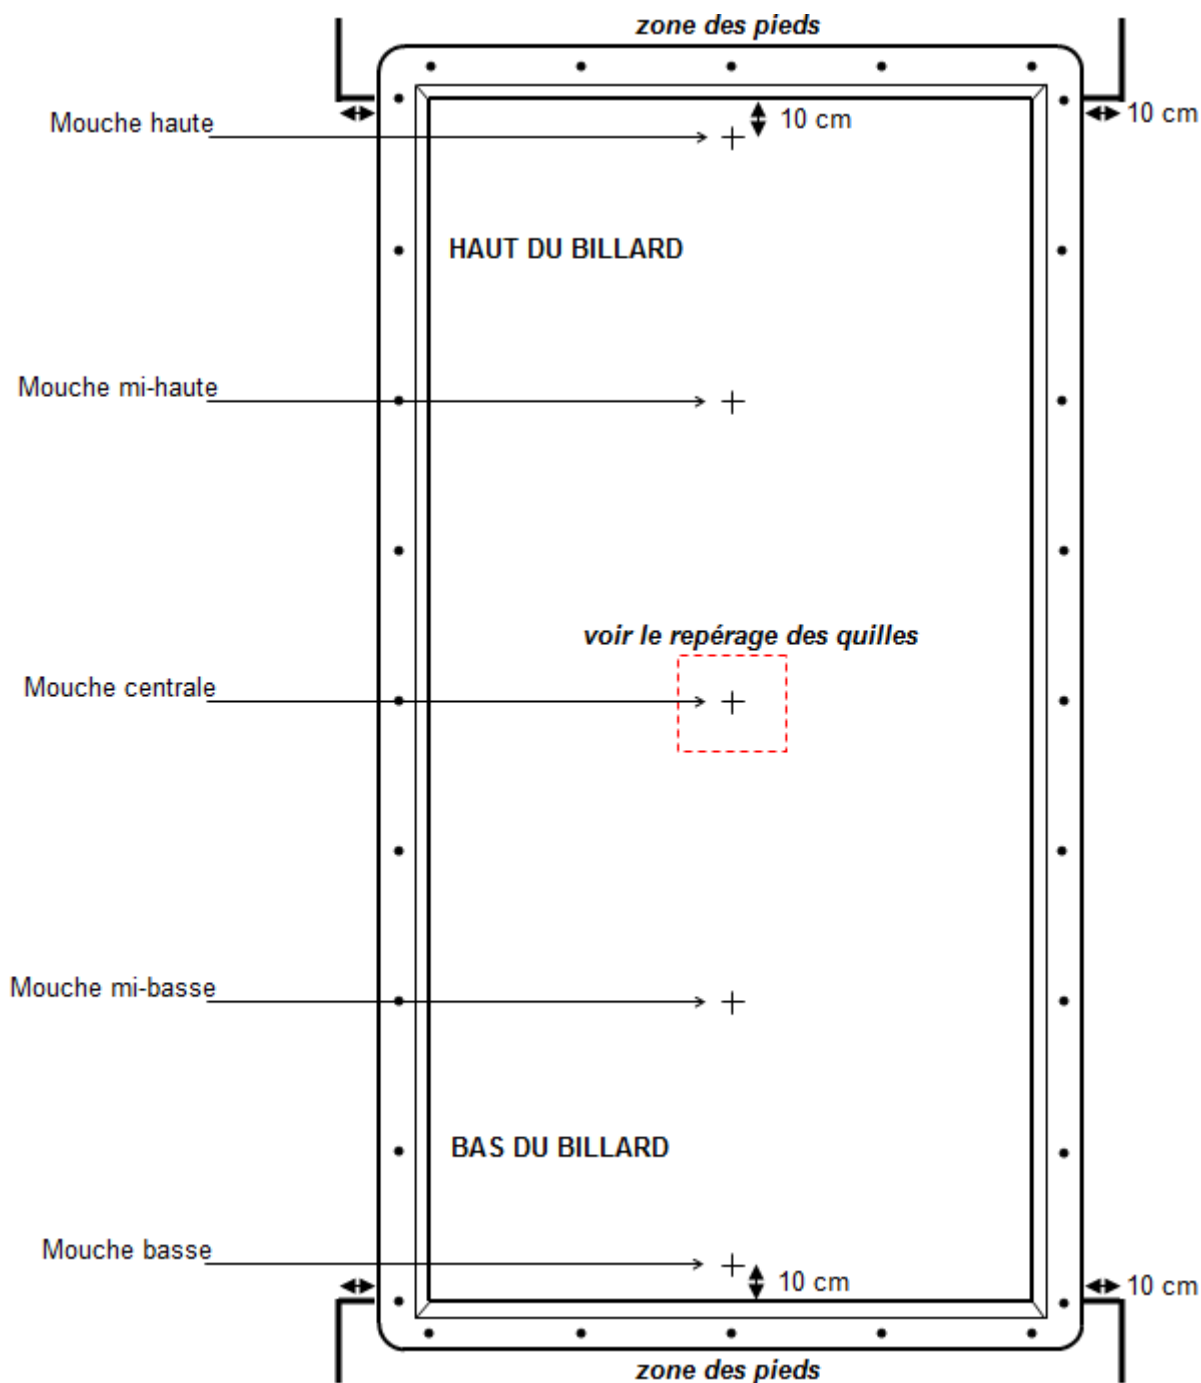 zone des pieds
10 cm
10 cm
Mouche haute
HAUT DU BILLARD
Mouche mi-haute
voir le repérage des quilles
Mouche centrale
Mouche mi-basse
BAS DU BILLARD
Mouche basse
10 cm
10 cm
zone des pieds